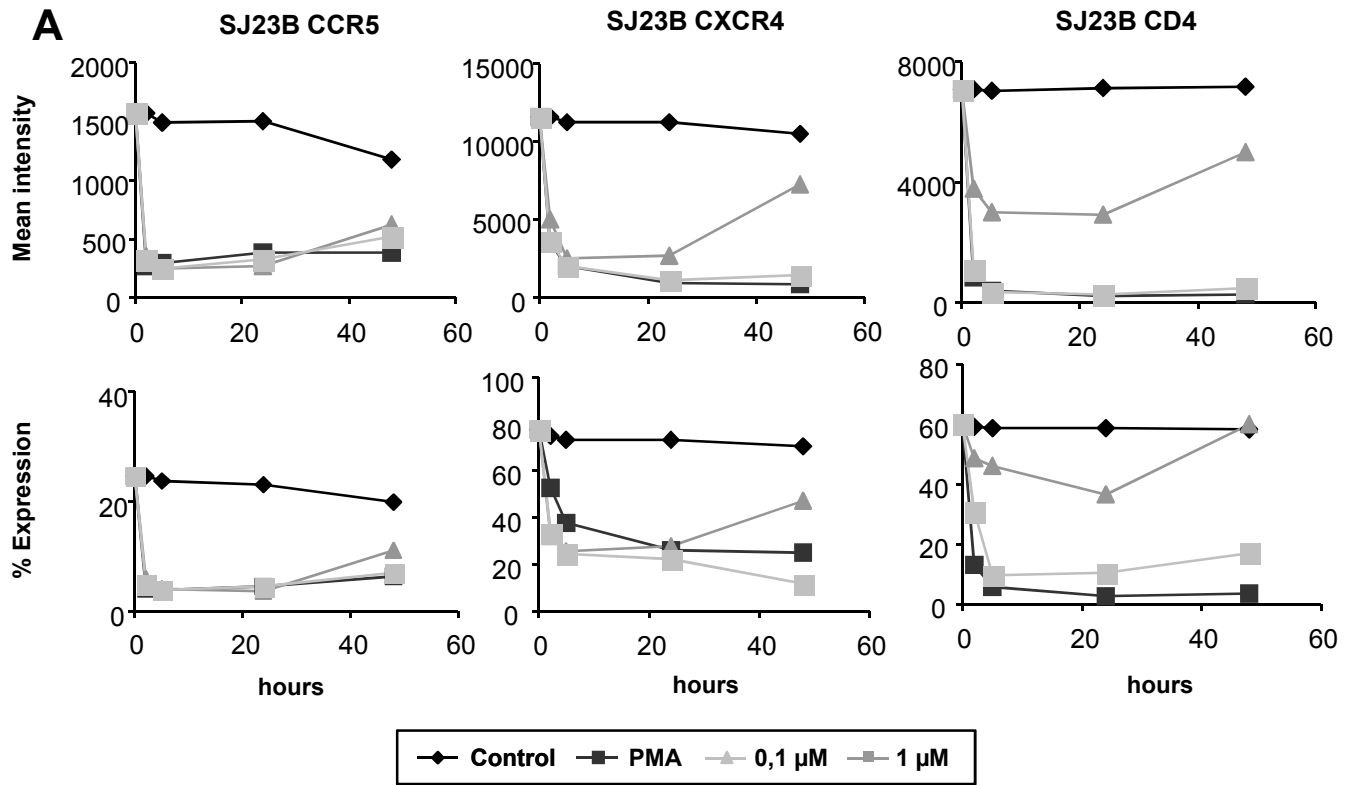 A
SJ23B CCR5
SJ23B CXCR4
SJ23B CD4
Mean intensity
2000
1500
1000
500
0
0 20 40 60
15000
10000
5000
0
0 20 40 60
8000
4000
0
0 20 40 60
% Expression
40
20
0
0 20 40 60
hours
100
80
60
40
20
0
0 20 40 60
hours
80
60
40
20
0
0 20 40 60
hours
Control PMA 0,1 µM 1 µM